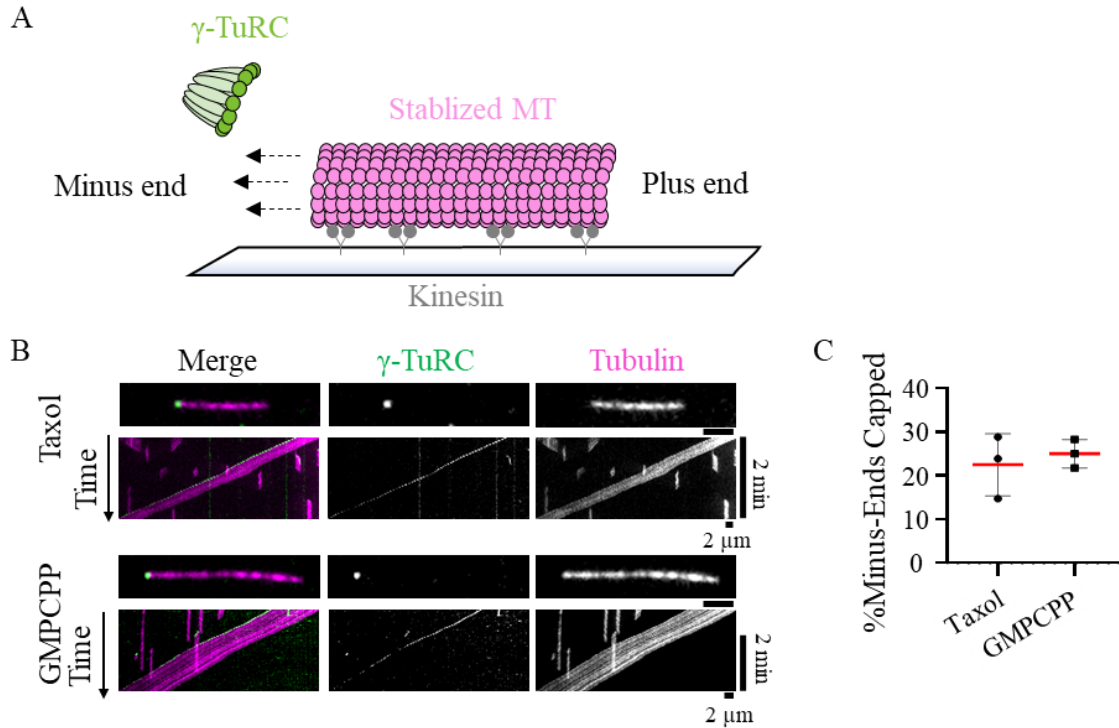 A
γ-TuRC
Stablized MT
Minus end
Plus end
Kinesin
B
Merge
γ-TuRC
Tubulin
Taxol
Time
2 min
2 μm
GMPCPP
Time
2 min
2 μm
C
%Minus-Ends Capped
40
30
20
10
0
Taxol
GMPCPP